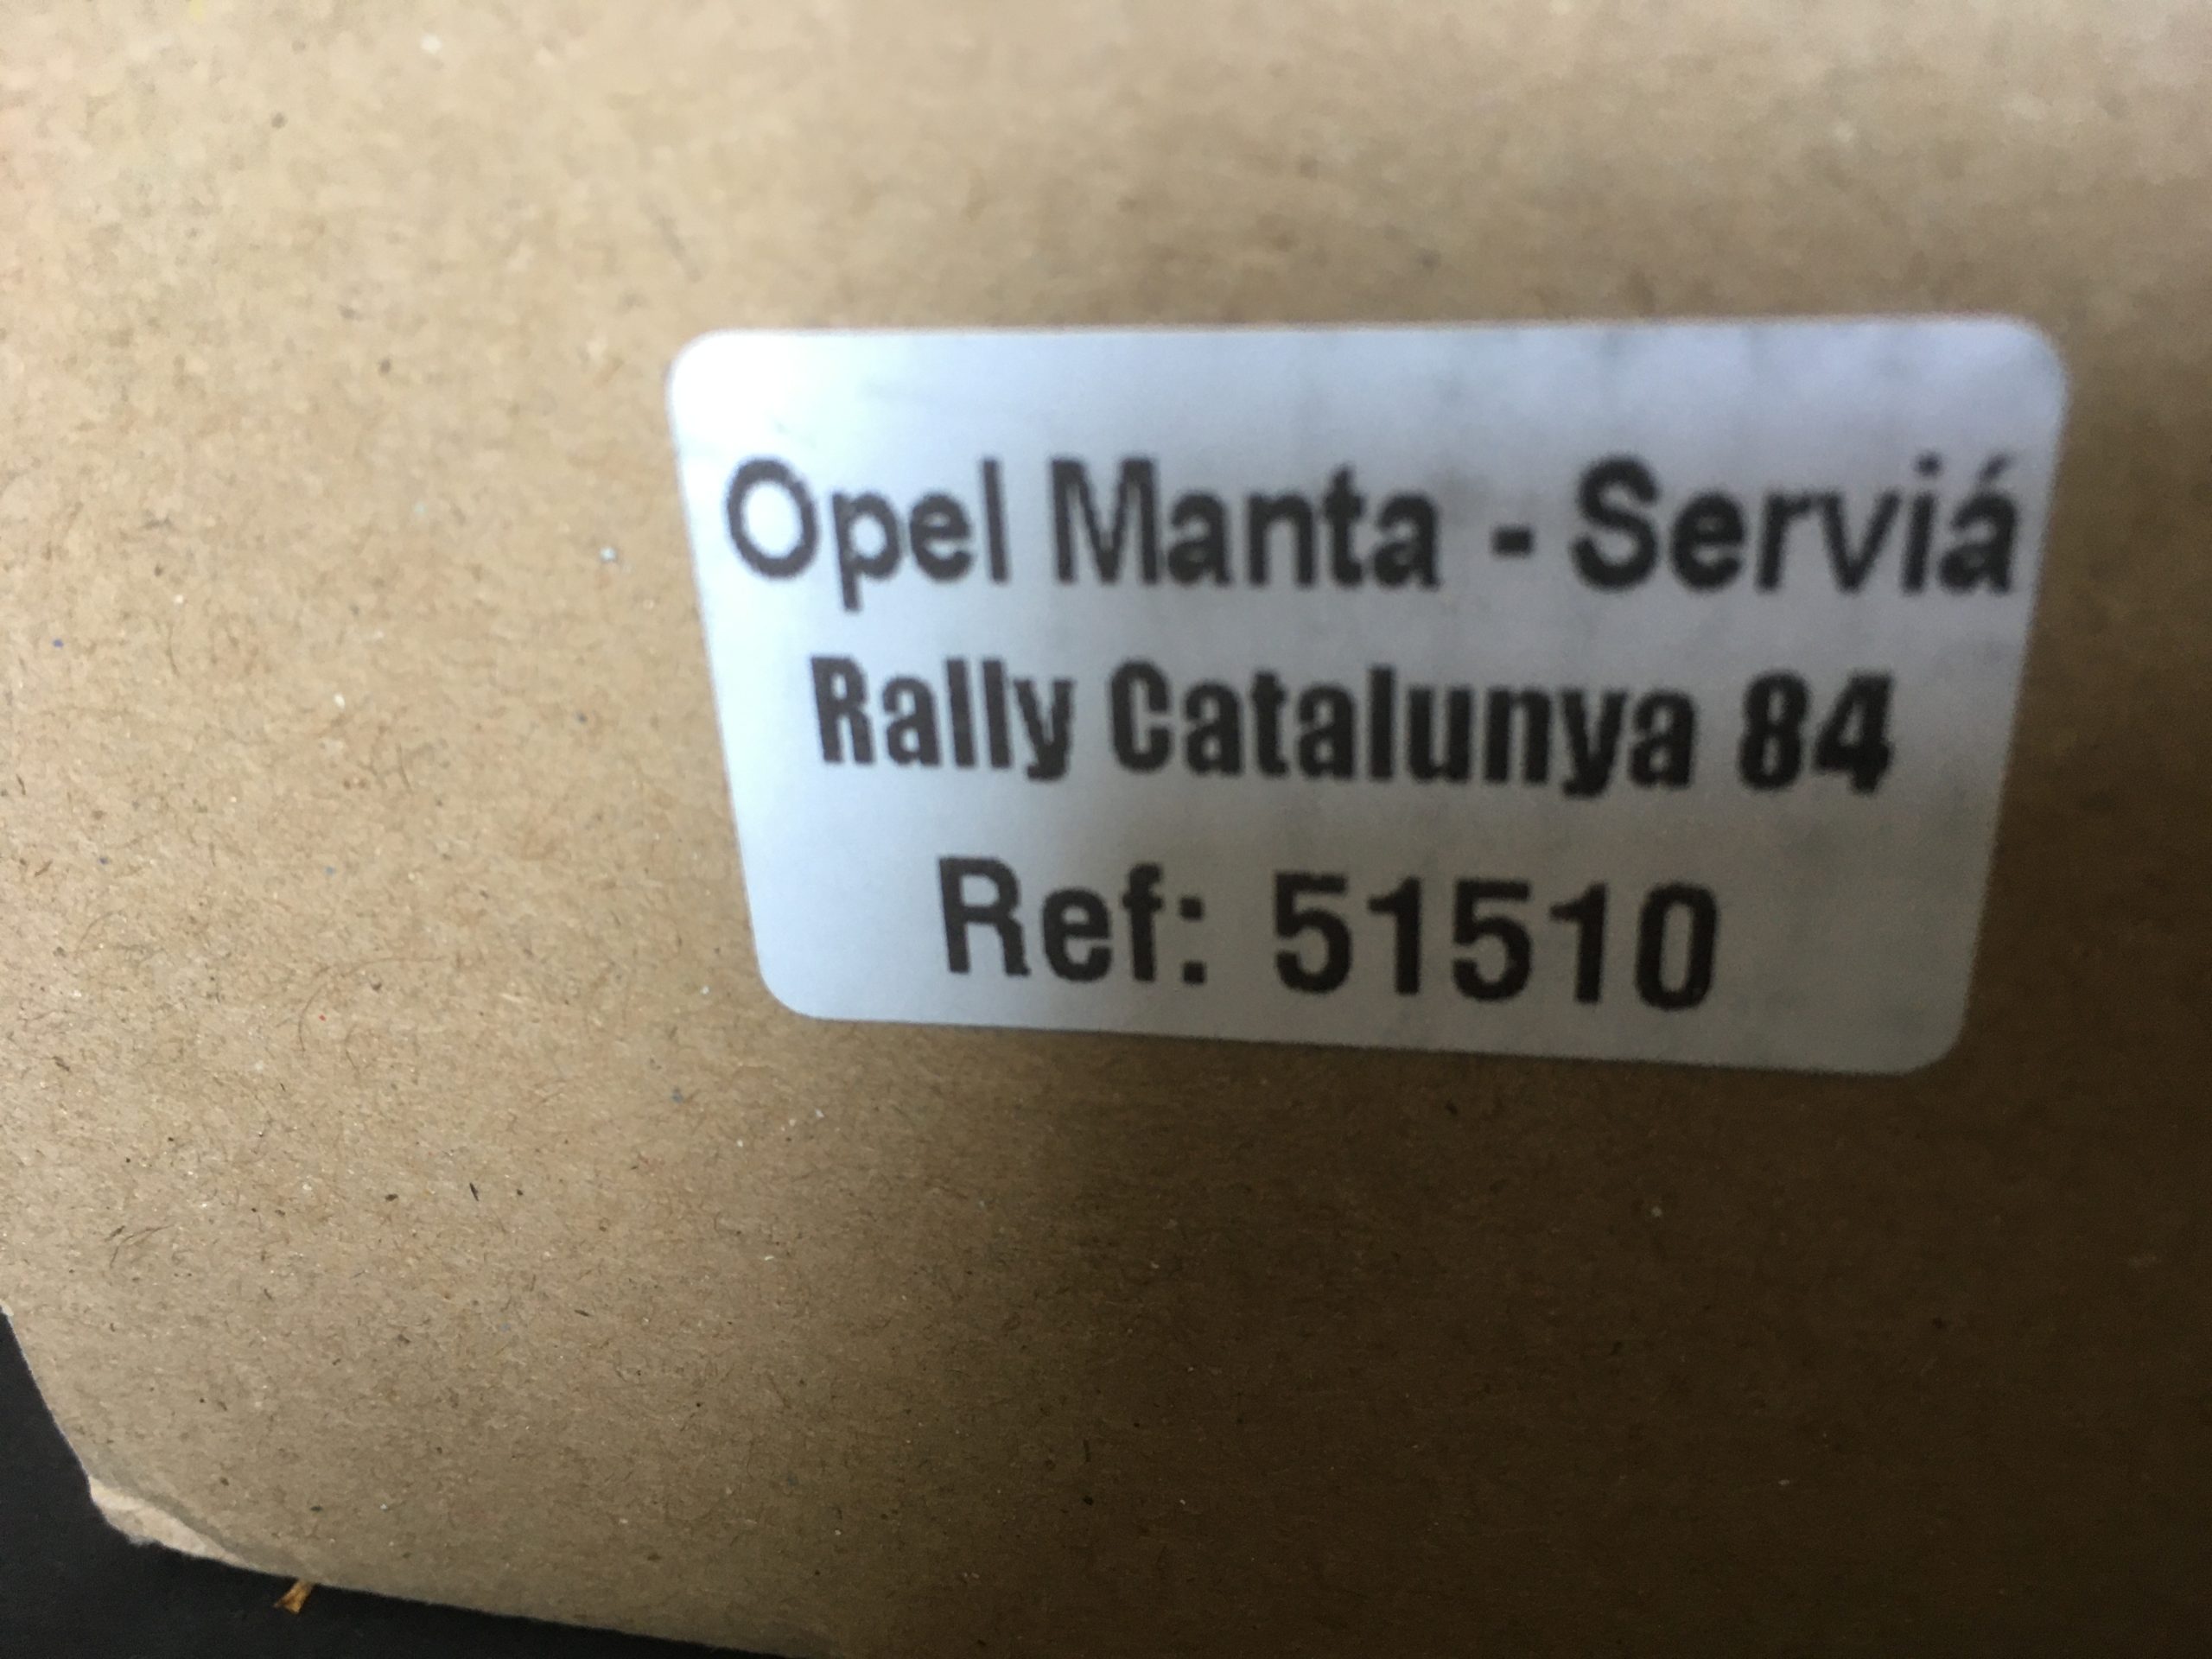 Opel Manta - Serviá
Rally Catalunya 84
Ref: 51510